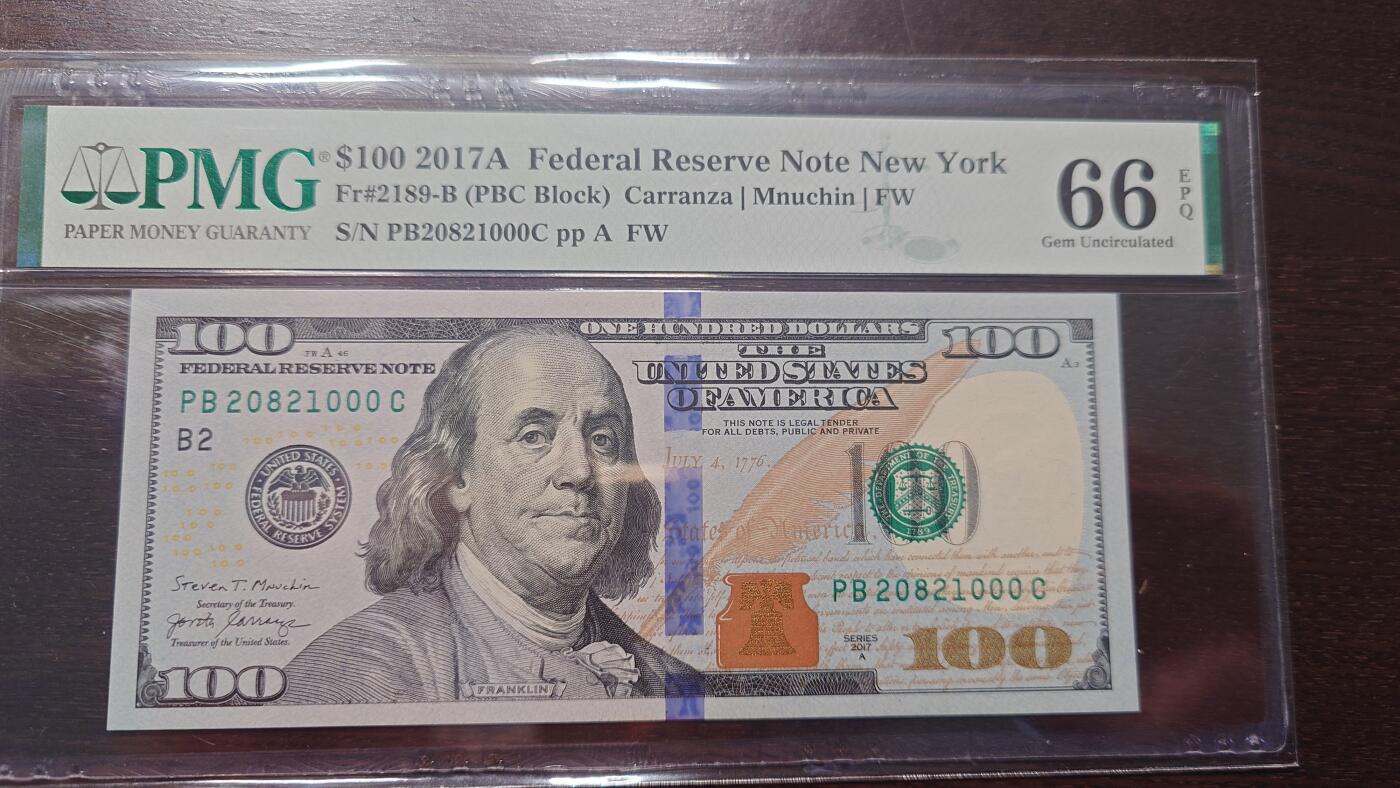 PMG®
PAPER MONEY GUARANTY
$100 2017A Federal Reserve Note New York
Fr#2189-B (PBC Block) Carranza | Mnuchin | FW
S/N PB20821000C pp A FW
66
EPQ
Gem Uncirculated
100
ONE HUNDRED DOLLARS
100
FW A 46
FEDERAL RESERVE NOTE
PB 20821000 C
B2
THE
UNITED STATES
OF AMERICA
THIS NOTE IS LEGAL TENDER
FOR ALL DEBTS, PUBLIC AND PRIVATE
JULY 4, 1776.
100
UNITED STATES
FEDERAL RESERVE SYSTEM
THE DEPARTMENT OF THE TREASURY
1789
States of America
Steven T. Mnuchin
Secretary of the Treasury.
Treasurer of the United States.
PB 20821000 C
SERIES
2017
A
100
100
FRANKLIN